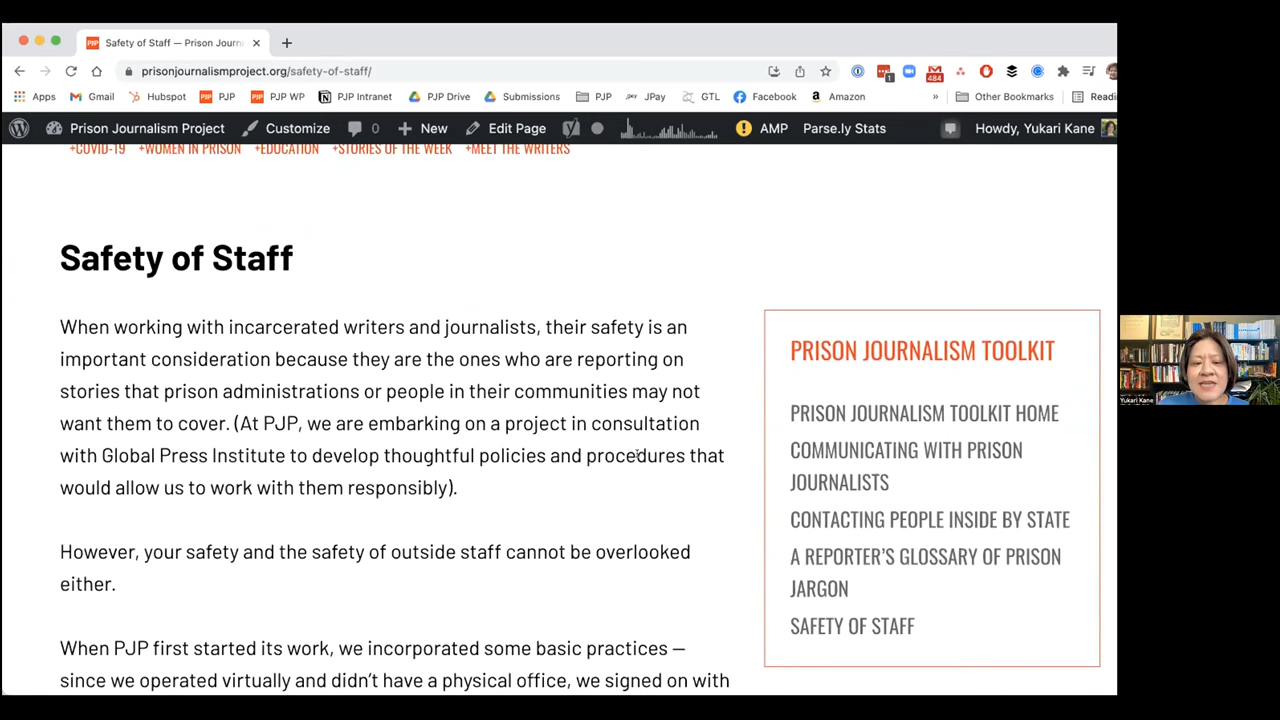 PJP Safety of Staff — Prison Journ
prisonjournalismproject.org/safety-of-staff/
1
484
Apps Gmail Hubspot PJP PJP WP PJP Intranet PJP Drive Submissions PJP JPay GTL Facebook Amazon » Other Bookmarks Readi
Prison Journalism Project Customize 0 New Edit Page AMP Parse.ly Stats Howdy, Yukari Kane
+COVID-19 +WOMEN IN PRISON +EDUCATION +STORIES OF THE WEEK +MEET THE WRITERS
Safety of Staff
When working with incarcerated writers and journalists, their safety is an
important consideration because they are the ones who are reporting on
stories that prison administrations or people in their communities may not
want them to cover. (At PJP, we are embarking on a project in consultation
with Global Press Institute to develop thoughtful policies and procedures that
would allow us to work with them responsibly).
However, your safety and the safety of outside staff cannot be overlooked
either.
When PJP first started its work, we incorporated some basic practices —
since we operated virtually and didn't have a physical office, we signed on with
PRISON JOURNALISM TOOLKIT
PRISON JOURNALISM TOOLKIT HOME
COMMUNICATING WITH PRISON
JOURNALISTS
CONTACTING PEOPLE INSIDE BY STATE
A REPORTER'S GLOSSARY OF PRISON
JARGON
SAFETY OF STAFF
Yukari Kane